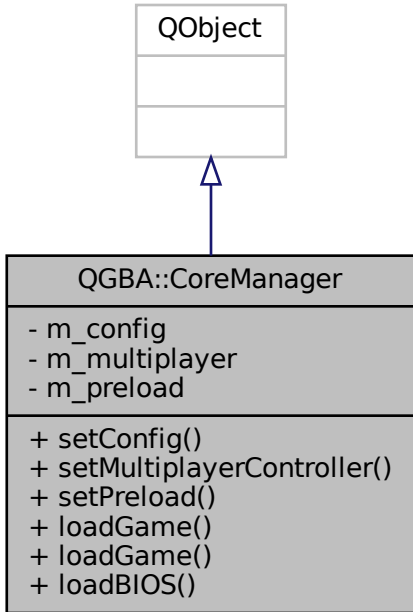 QObject
QGBA::CoreManager
- m_config
- m_multiplayer
- m_preload
+ setConfig()
+ setMultiplayerController()
+ setPreload()
+ loadGame()
+ loadGame()
+ loadBIOS()